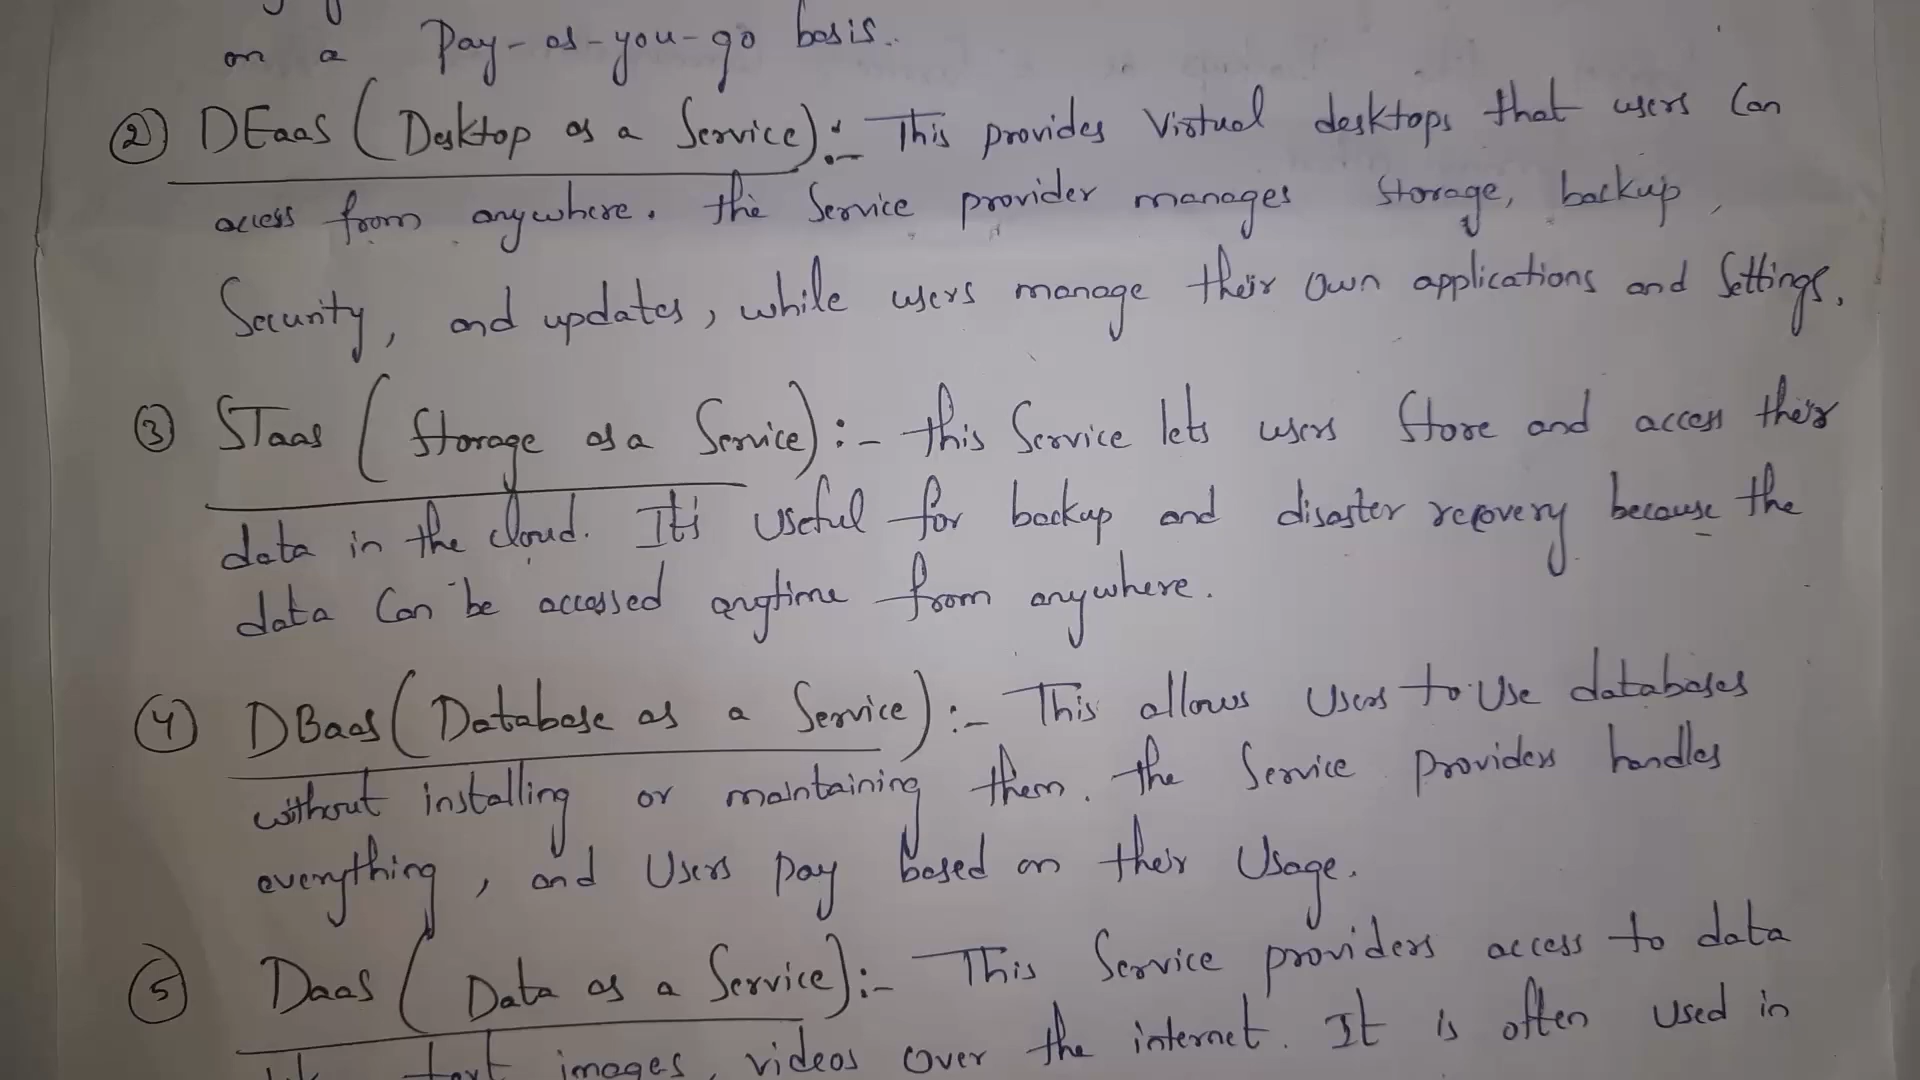 on a Pay-as-you-go basis.
② DEaas (Desktop as a Service):- This provides Virtual desktops that users Can
access from anywhere. the Service provider manages Storage, backup,
Security, and updates, while users manage their own applications and Settings.
③ STaas (Storage as a Service):- this Service lets users Store and access their
data in the cloud. It's useful for backup and disaster recovery because the
data Can be accessed anytime from anywhere.
④ DBaas (Database as a Service):- This allows Users to Use databases
without installing or maintaining them. the Service Providers handles
everything, and Users pay based on their Usage.
⑤ Daas (Data as a Service):- This Service providers access to data
text images, videos over the internet. It is often used in